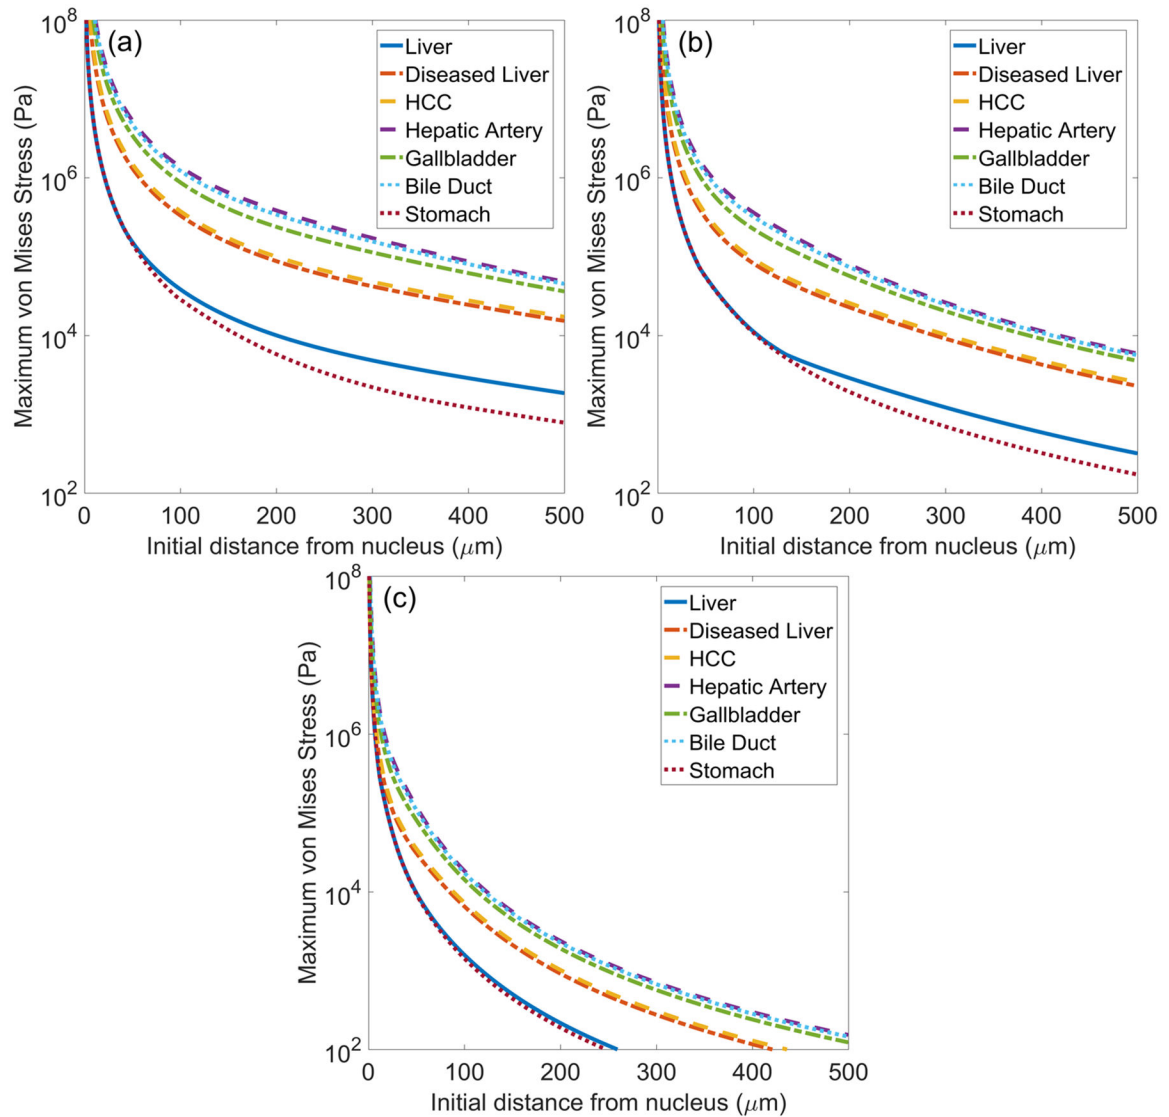 (a)
Maximum von Mises Stress (Pa)
10^8
10^6
10^4
10^2
Liver
Diseased Liver
HCC
Hepatic Artery
Gallbladder
Bile Duct
Stomach
0 100 200 300 400 500
Initial distance from nucleus (μm)
(b)
Maximum von Mises Stress (Pa)
10^8
10^6
10^4
10^2
Liver
Diseased Liver
HCC
Hepatic Artery
Gallbladder
Bile Duct
Stomach
0 100 200 300 400 500
Initial distance from nucleus (μm)
(c)
Maximum von Mises Stress (Pa)
10^8
10^6
10^4
10^2
Liver
Diseased Liver
HCC
Hepatic Artery
Gallbladder
Bile Duct
Stomach
0 100 200 300 400 500
Initial distance from nucleus (μm)